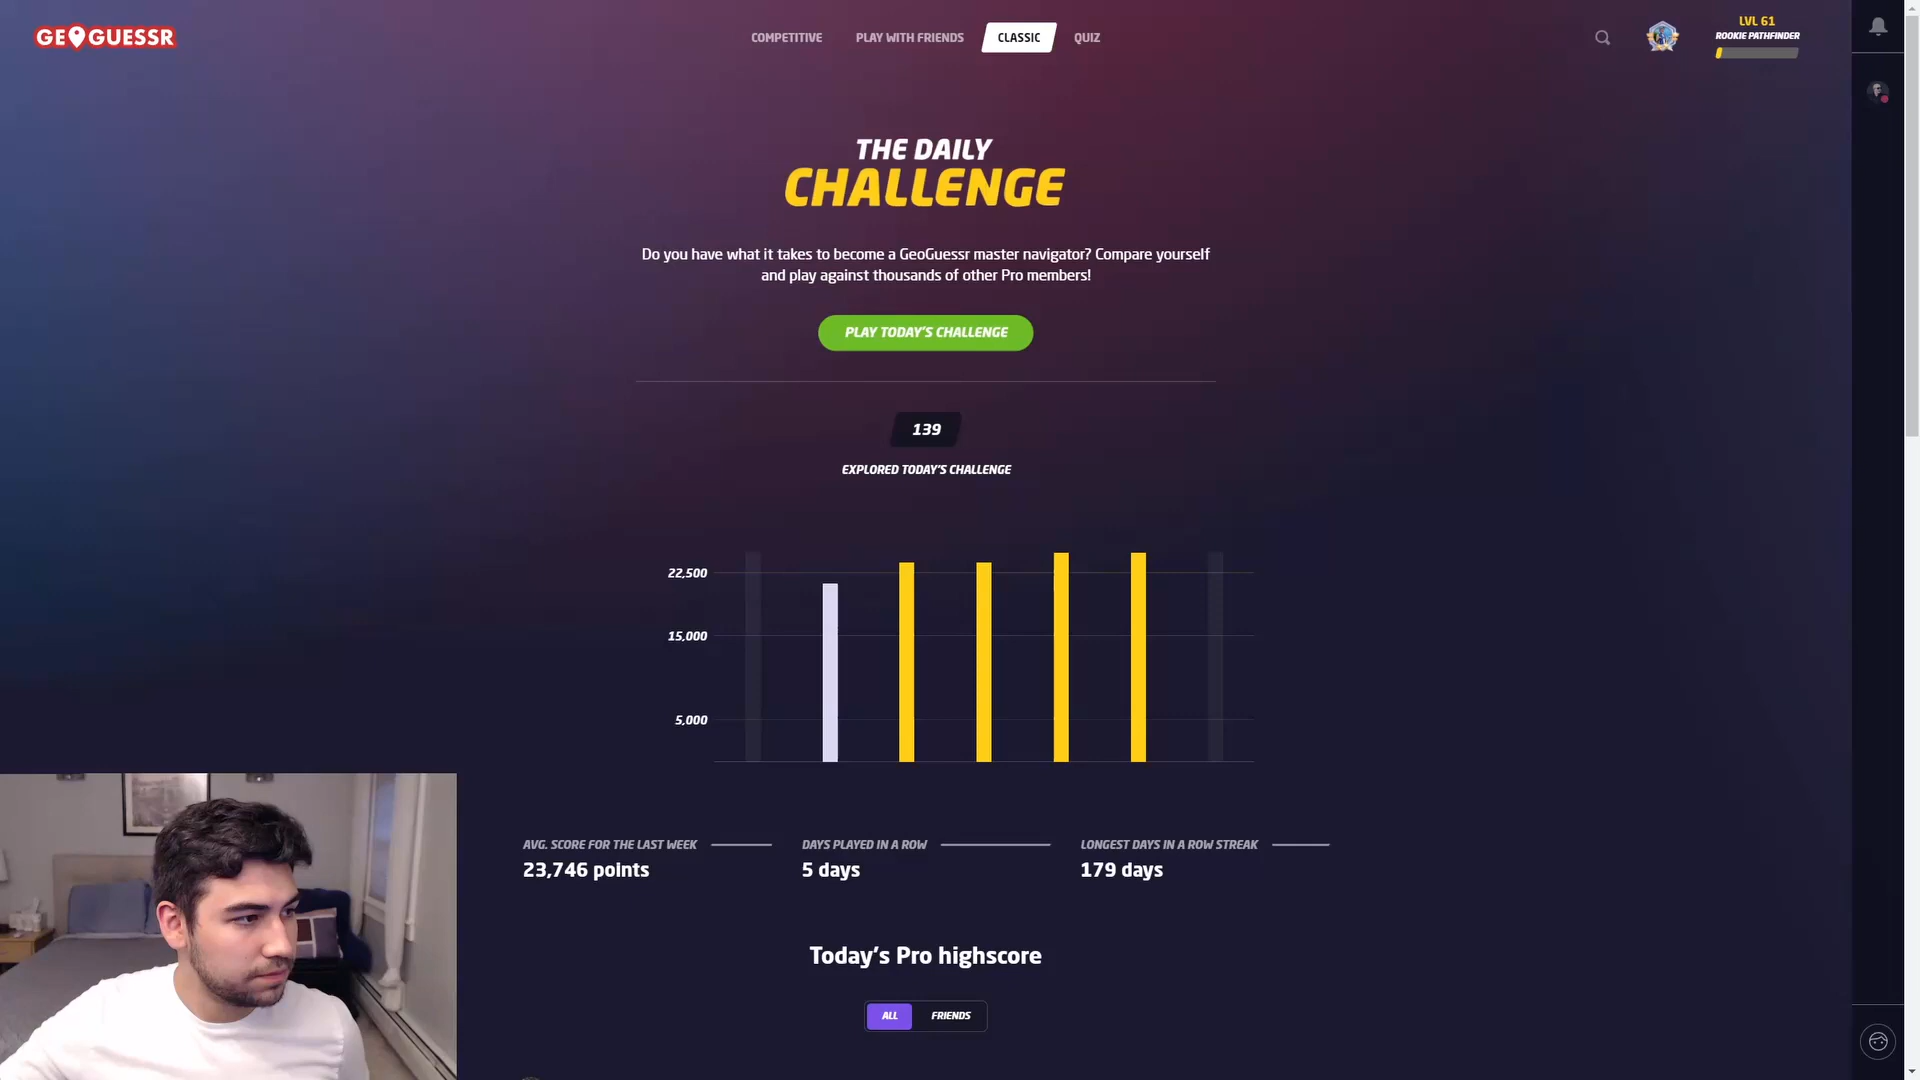 GEOGUESSR
COMPETITIVE
PLAY WITH FRIENDS
CLASSIC
QUIZ
LVL 61
ROOKIE PATHFINDER
THE DAILY
CHALLENGE
Do you have what it takes to become a GeoGuessr master navigator? Compare yourself
and play against thousands of other Pro members!
PLAY TODAY'S CHALLENGE
139
EXPLORED TODAY'S CHALLENGE
22,500
15,000
5,000
AVG. SCORE FOR THE LAST WEEK
23,746 points
DAYS PLAYED IN A ROW
5 days
LONGEST DAYS IN A ROW STREAK
179 days
Today's Pro highscore
ALL
FRIENDS